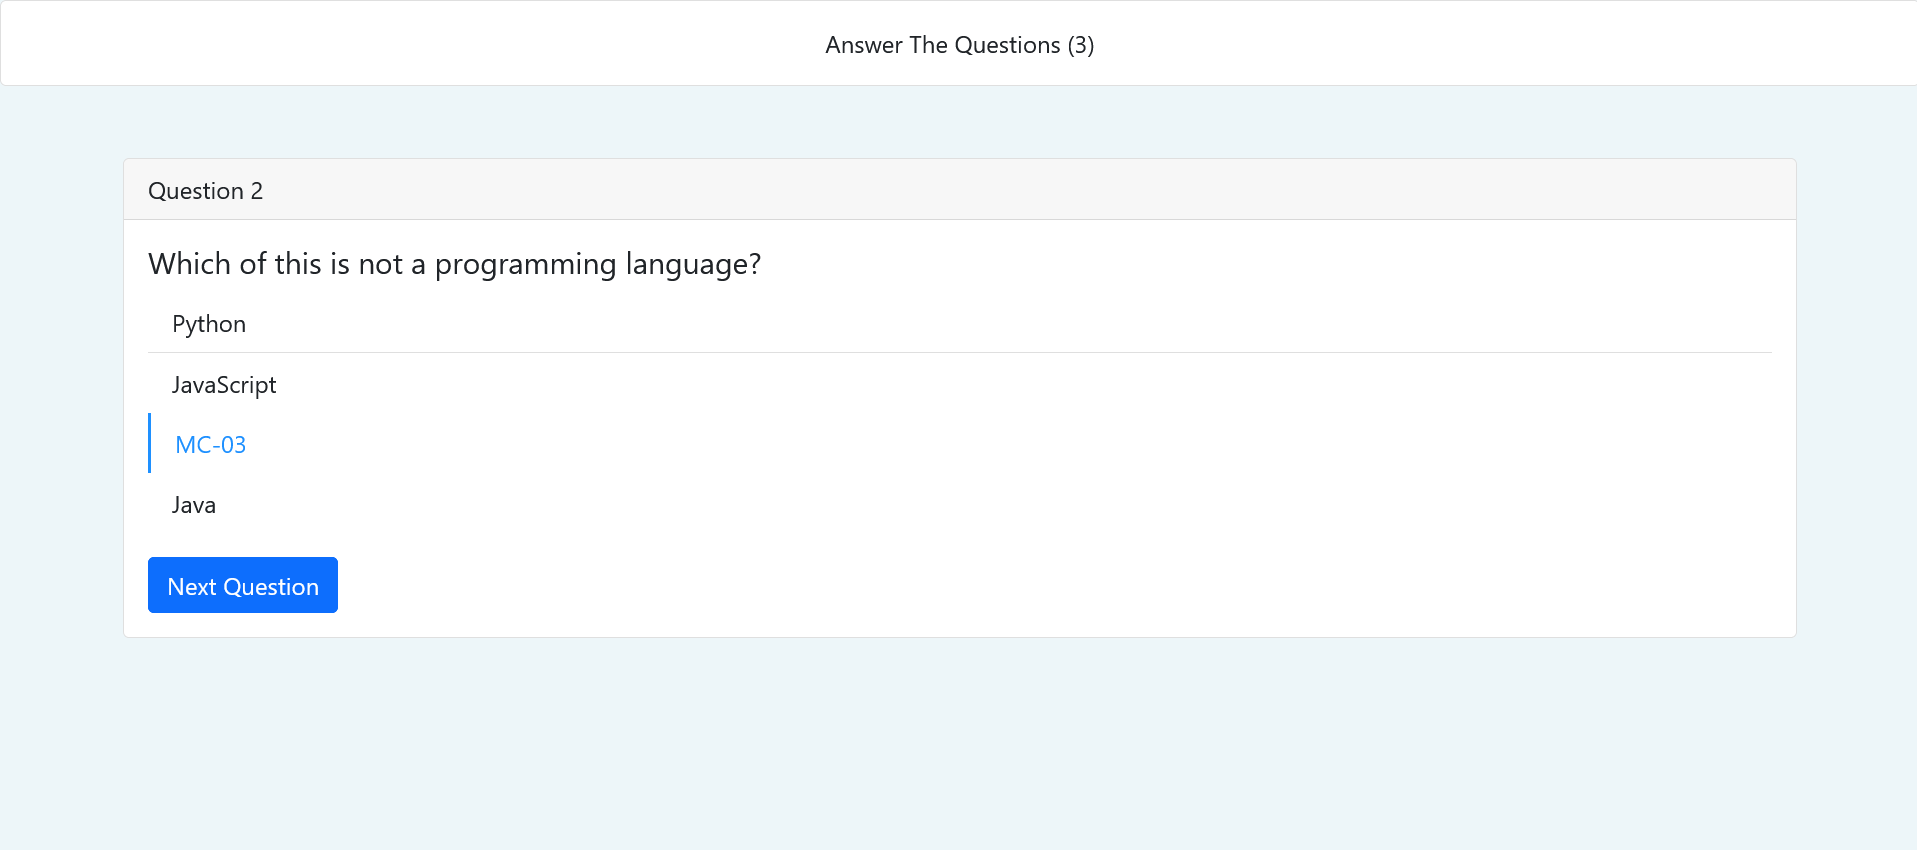 Answer The Questions (3)
Question 2
Which of this is not a programming language?
Python
JavaScript
MC-03
Java
Next Question